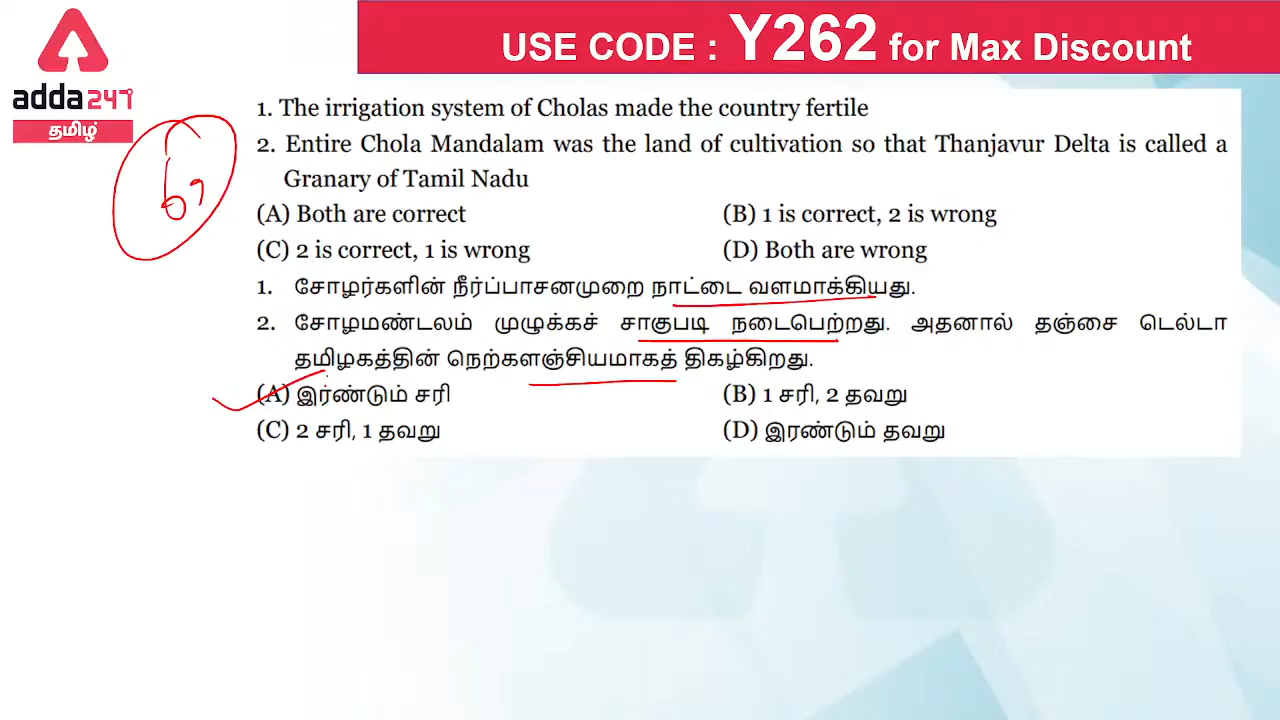 USE CODE : Y262 for Max Discount
adda247
தமிழ்
1. The irrigation system of Cholas made the country fertile
2. Entire Chola Mandalam was the land of cultivation so that Thanjavur Delta is called a
Granary of Tamil Nadu
(A) Both are correct (B) 1 is correct, 2 is wrong
(C) 2 is correct, 1 is wrong (D) Both are wrong
1. சோழர்களின் நீர்ப்பாசனமுறை நாட்டை வளமாக்கியது.
2. சோழமண்டலம் முழுக்கச் சாகுபடி நடைபெற்றது. அதனால் தஞ்சை டெல்டா
தமிழகத்தின் நெற்களஞ்சியமாகத் திகழ்கிறது.
(A) இரண்டும் சரி (B) 1 சரி, 2 தவறு
(C) 2 சரி, 1 தவறு (D) இரண்டும் தவறு